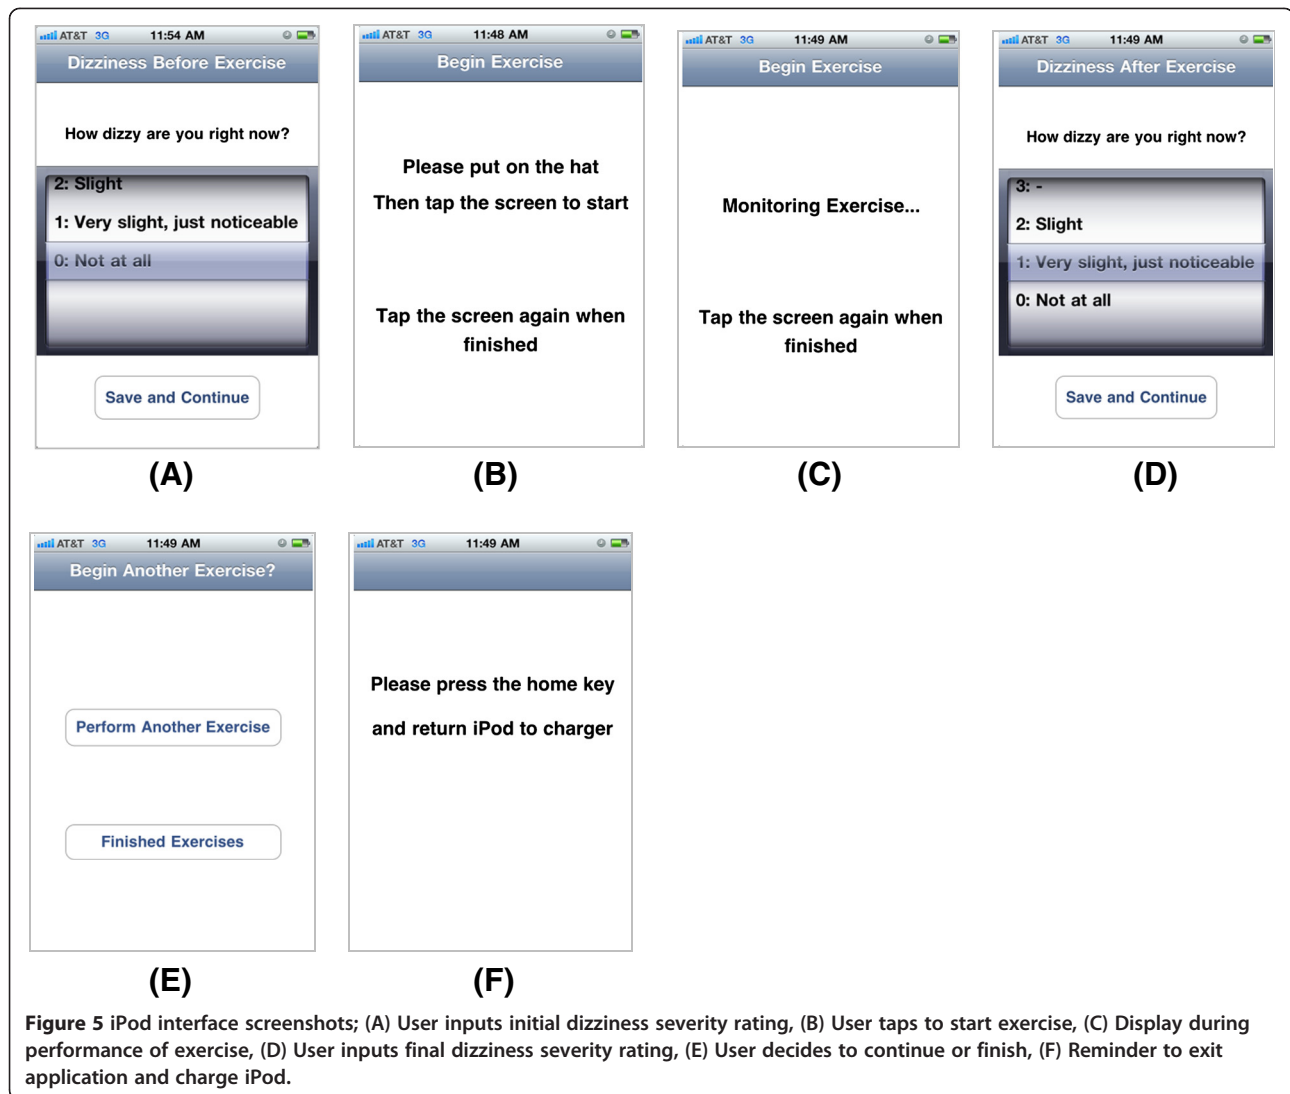 AT&T 3G 11:54 AM
Dizziness Before Exercise
How dizzy are you right now?
2: Slight
1: Very slight, just noticeable
0: Not at all
Save and Continue
(A)
AT&T 3G 11:48 AM
Begin Exercise
Please put on the hat
Then tap the screen to start
Tap the screen again when
finished
(B)
AT&T 3G 11:49 AM
Begin Exercise
Monitoring Exercise...
Tap the screen again when
finished
(C)
AT&T 3G 11:49 AM
Dizziness After Exercise
How dizzy are you right now?
3: -
2: Slight
1: Very slight, just noticeable
0: Not at all
Save and Continue
(D)
AT&T 3G 11:49 AM
Begin Another Exercise?
Perform Another Exercise
Finished Exercises
(E)
AT&T 3G 11:49 AM
Please press the home key
and return iPod to charger
(F)
Figure 5 iPod interface screenshots; (A) User inputs initial dizziness severity rating, (B) User taps to start exercise, (C) Display during
performance of exercise, (D) User inputs final dizziness severity rating, (E) User decides to continue or finish, (F) Reminder to exit
application and charge iPod.